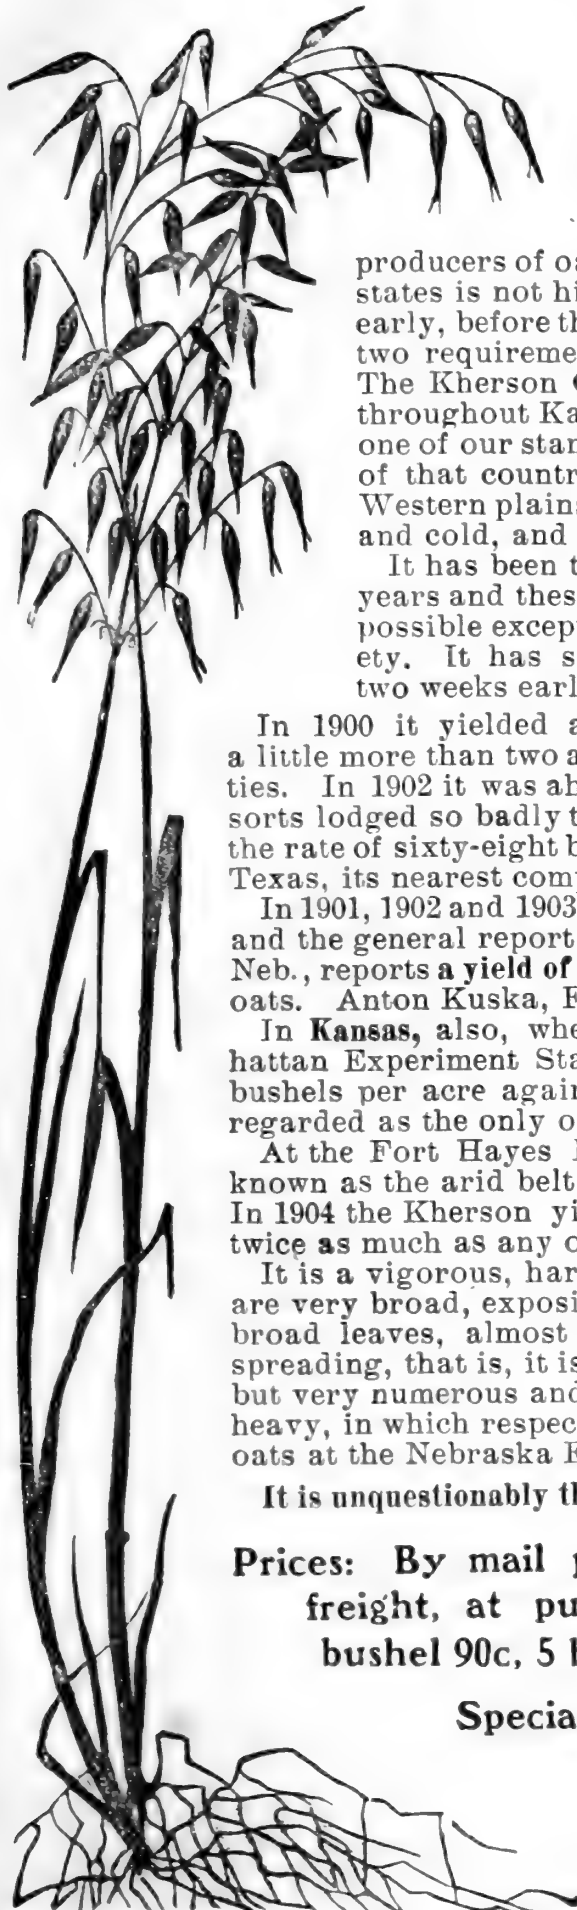 producers of oa
states is not hi
early, before th
two requireme
The Kherson
throughout Ka
one of our star
of that countr
Western plain
and cold, and
It has been t
years and thes
possible excep
ety. It has s
two weeks earl
In 1900 it yielded a
a little more than two a
ties. In 1902 it was ab
sorts lodged so badly t
the rate of sixty-eight b
Texas, its nearest com
In 1901, 1902 and 1903
and the general report
Neb., reports a yield of
oats. Anton Kuska, F
In Kansas, also, whe
hattan Experiment Sta
bushels per acre again
regarded as the only o
At the Fort Hayes
known as the arid belt
In 1904 the Kherson yi
twice as much as any o
It is a vigorous, har
are very broad, exposi
broad leaves, almost
spreading, that is, it is
but very numerous and
heavy, in which respec
oats at the Nebraska E
It is unquestionably th
Prices: By mail p
freight, at pu
bushel 90c, 5 b
Specia